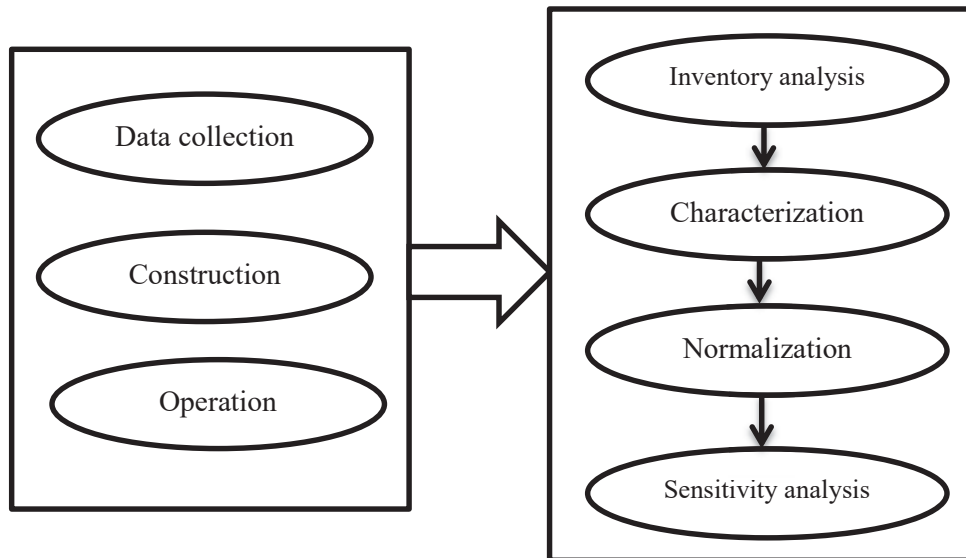 Data collection
Construction
Operation
Inventory analysis
Characterization
Normalization
Sensitivity analysis